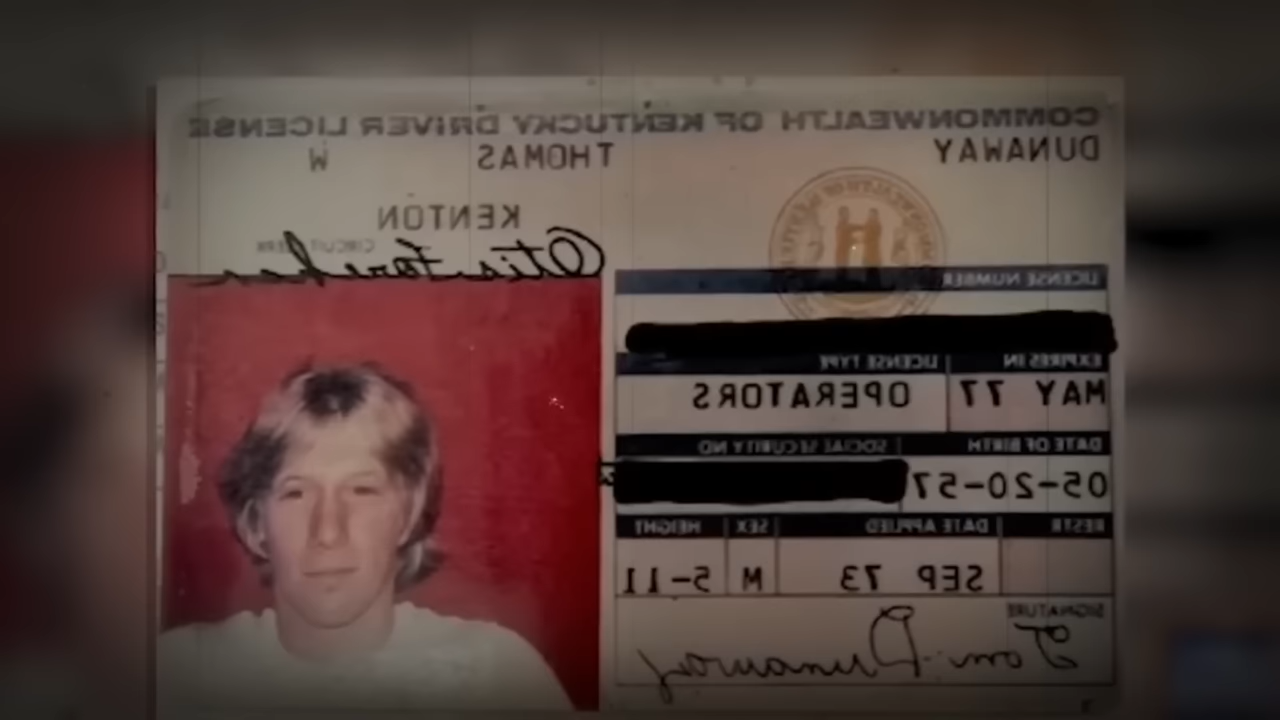 COMMONWEALTH OF KENTUCKY DRIVER LICENSE
DUNAWAY THOMAS W
KENTON
CIRCUIT
Otis
LICENSE NUMBER
EXPIRES IN LICENSE TYPE
MAY 77 OPERATORS
DATE OF BIRTH SOCIAL SECURITY NO
05-20-57
RESTR DATE APPLIED SEX HEIGHT
SEP 73 M 5-11
SIGNATURE
Tom Dunaway